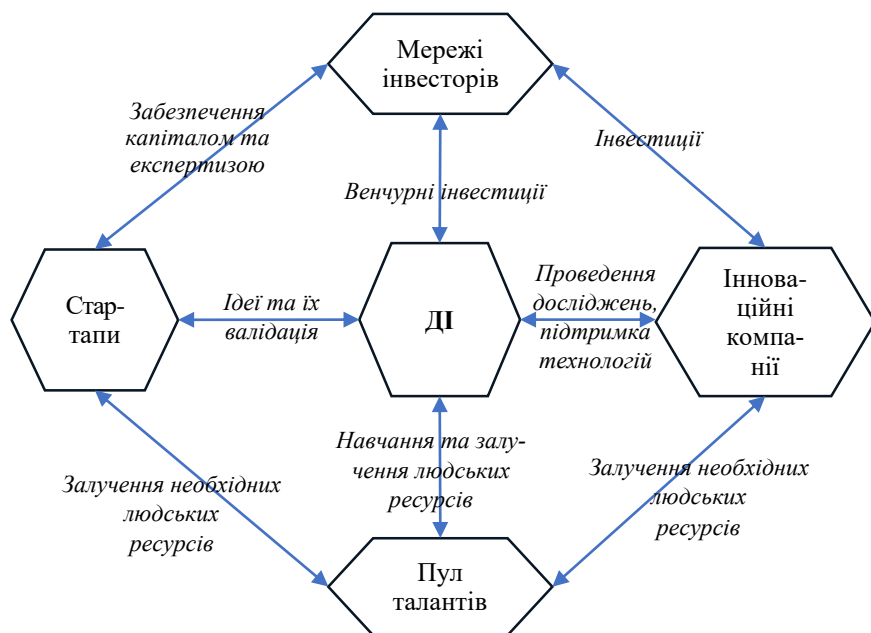 Мережі
інвесторів
Забезпечення
капіталом та
експертизою
Інвестиції
Венчурні інвестиції
Стар-
тапи
Ідеї та їх
валідація
ДІ
Проведення
досліджень,
підтримка
технологій
Іннова-
ційні
компа-
нії
Залучення необхідних
людських
ресурсів
Навчання та залу-
чення людських
ресурсів
Залучення необхідних
людських
ресурсів
Пул
талантів